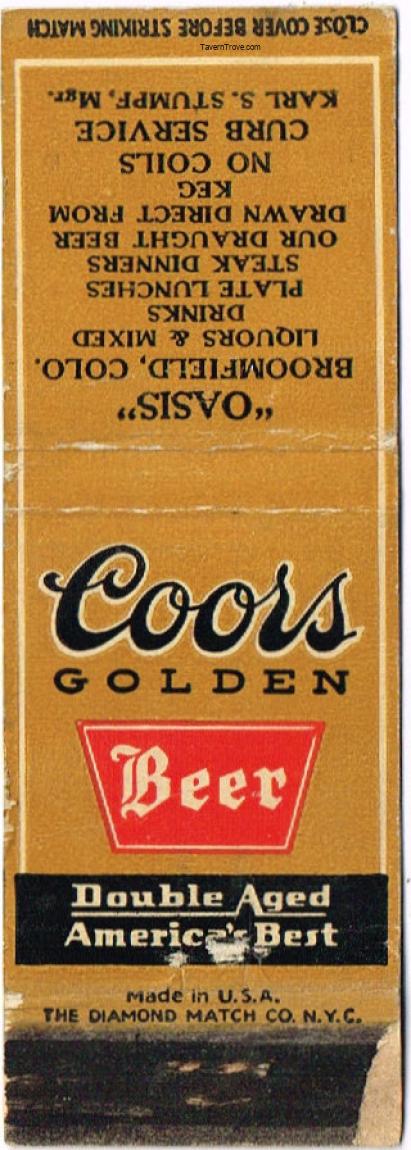 CLOSE COVER BEFORE STRIKING MATCH
TavernTrove.com
"OASIS"
BROOMFIELD, COLO.
LIQUORS & MIXED
DRINKS
PLATE LUNCHES
STEAK DINNERS
OUR DRAUGHT BEER
DRAWN DIRECT FROM
KEG
NO COILS
CURB SERVICE
KARL S. STUMPF, Mgr.
Coors
GOLDEN
Beer
Double Aged
America's Best
Made in U.S.A.
THE DIAMOND MATCH CO. N.Y.C.